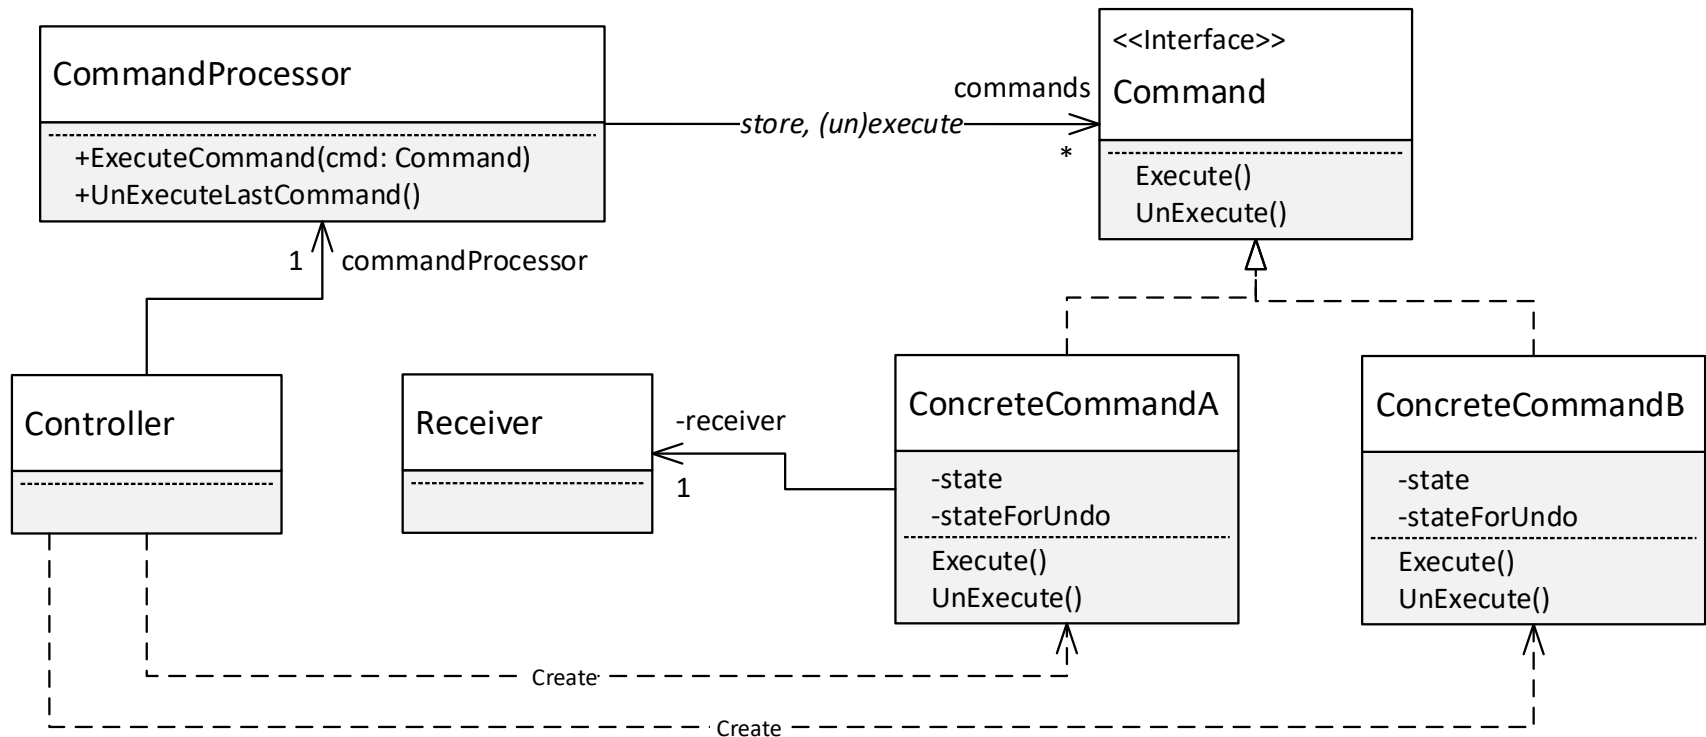 CommandProcessor
+ExecuteCommand(cmd: Command)
+UnExecuteLastCommand()
store, (un)execute
commands
*
<<Interface>>
Command
Execute()
UnExecute()
1
commandProcessor
Controller
Receiver
-receiver
1
ConcreteCommandA
-state
-stateForUndo
Execute()
UnExecute()
ConcreteCommandB
-state
-stateForUndo
Execute()
UnExecute()
Create
Create